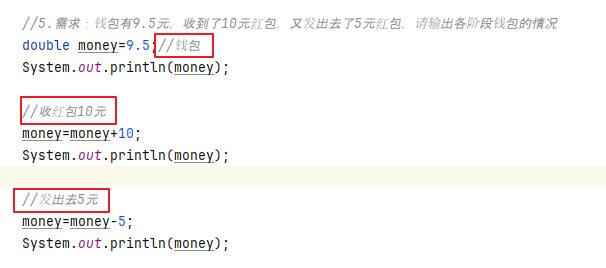 //5.需求：钱包有9.5元，收到了10元红包，又发出去了5元红包，请输出各阶段钱包的情况
double money=9.5;//钱包
System.out.println(money);
//收红包10元
money=money+10;
System.out.println(money);
//发出去5元
money=money-5;
System.out.println(money);